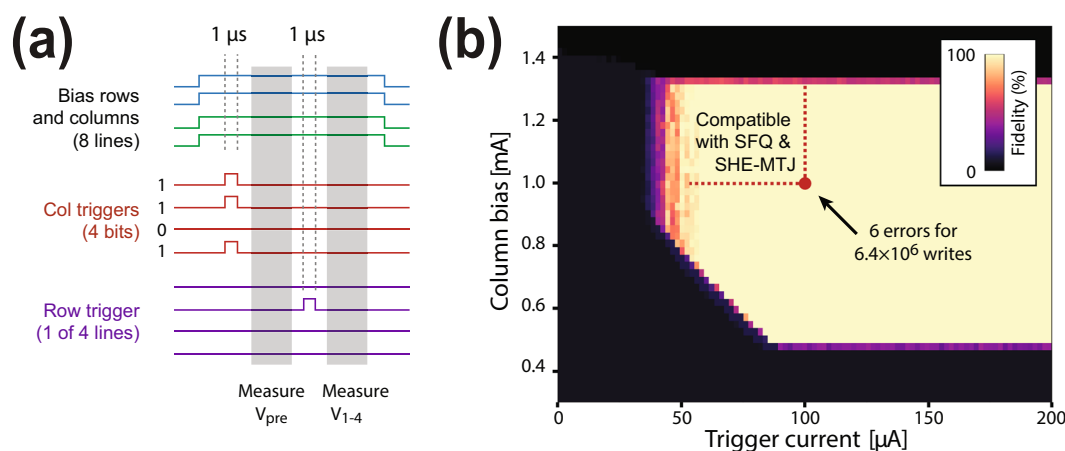 (a)
1 μs
1 μs
Bias rows
and columns
(8 lines)
1
1
0
1
Col triggers
(4 bits)
Row trigger
(1 of 4 lines)
Measure
Vpre
Measure
V1-4
(b)
1.4
1.2
1.0
0.8
0.6
0.4
Column bias [mA]
0
50
100
150
200
Trigger current [μA]
Compatible
with SFQ &
SHE-MTJ
6 errors for
6.4×10⁶ writes
100
0
Fidelity (%)